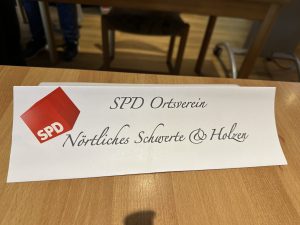 SPD Ortsverein
SPD
Nörtliches Schwerte & Holzen